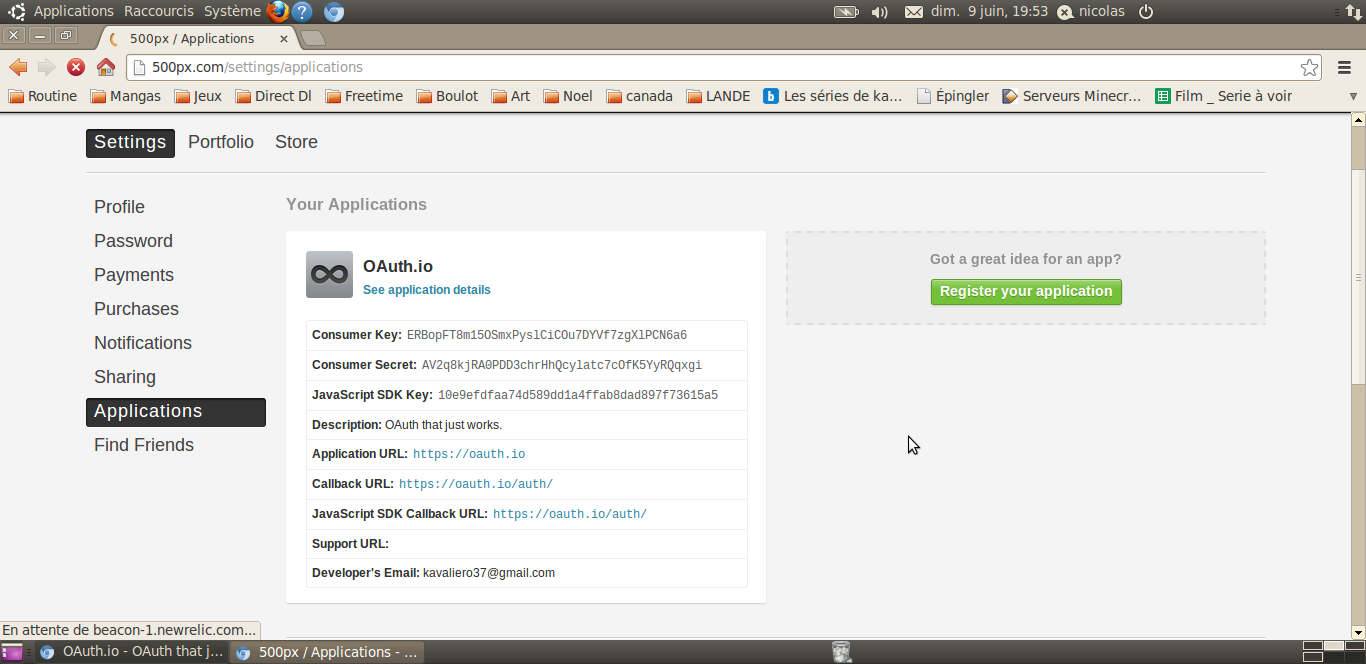 Applications Raccourcis Système dim. 9 juin, 19:53 nicolas
500px / Applications
500px.com/settings/applications
Routine Mangas Jeux Direct Dl Freetime Boulot Art Noel canada LANDE Les séries de ka... Épingler Serveurs Minecr... Film _ Serie à voir
Settings Portfolio Store
Profile
Password
Payments
Purchases
Notifications
Sharing
Applications
Find Friends
Your Applications
OAuth.io
See application details
Consumer Key: ERBopFT8m15OSmxPyslCiCOu7DYVf7zgXlPCN6a6
Consumer Secret: AV2q8kjRA0PDD3chrHhQcylatc7cOfK5YyRQqxgi
JavaScript SDK Key: 10e9efdfaa74d589dd1a4ffab8dad897f73615a5
Description: OAuth that just works.
Application URL: https://oauth.io
Callback URL: https://oauth.io/auth/
JavaScript SDK Callback URL: https://oauth.io/auth/
Support URL:
Developer's Email: kavaliero37@gmail.com
Got a great idea for an app?
Register your application
En attente de beacon-1.newrelic.com...
OAuth.io - OAuth that j... 500px / Applications - ...